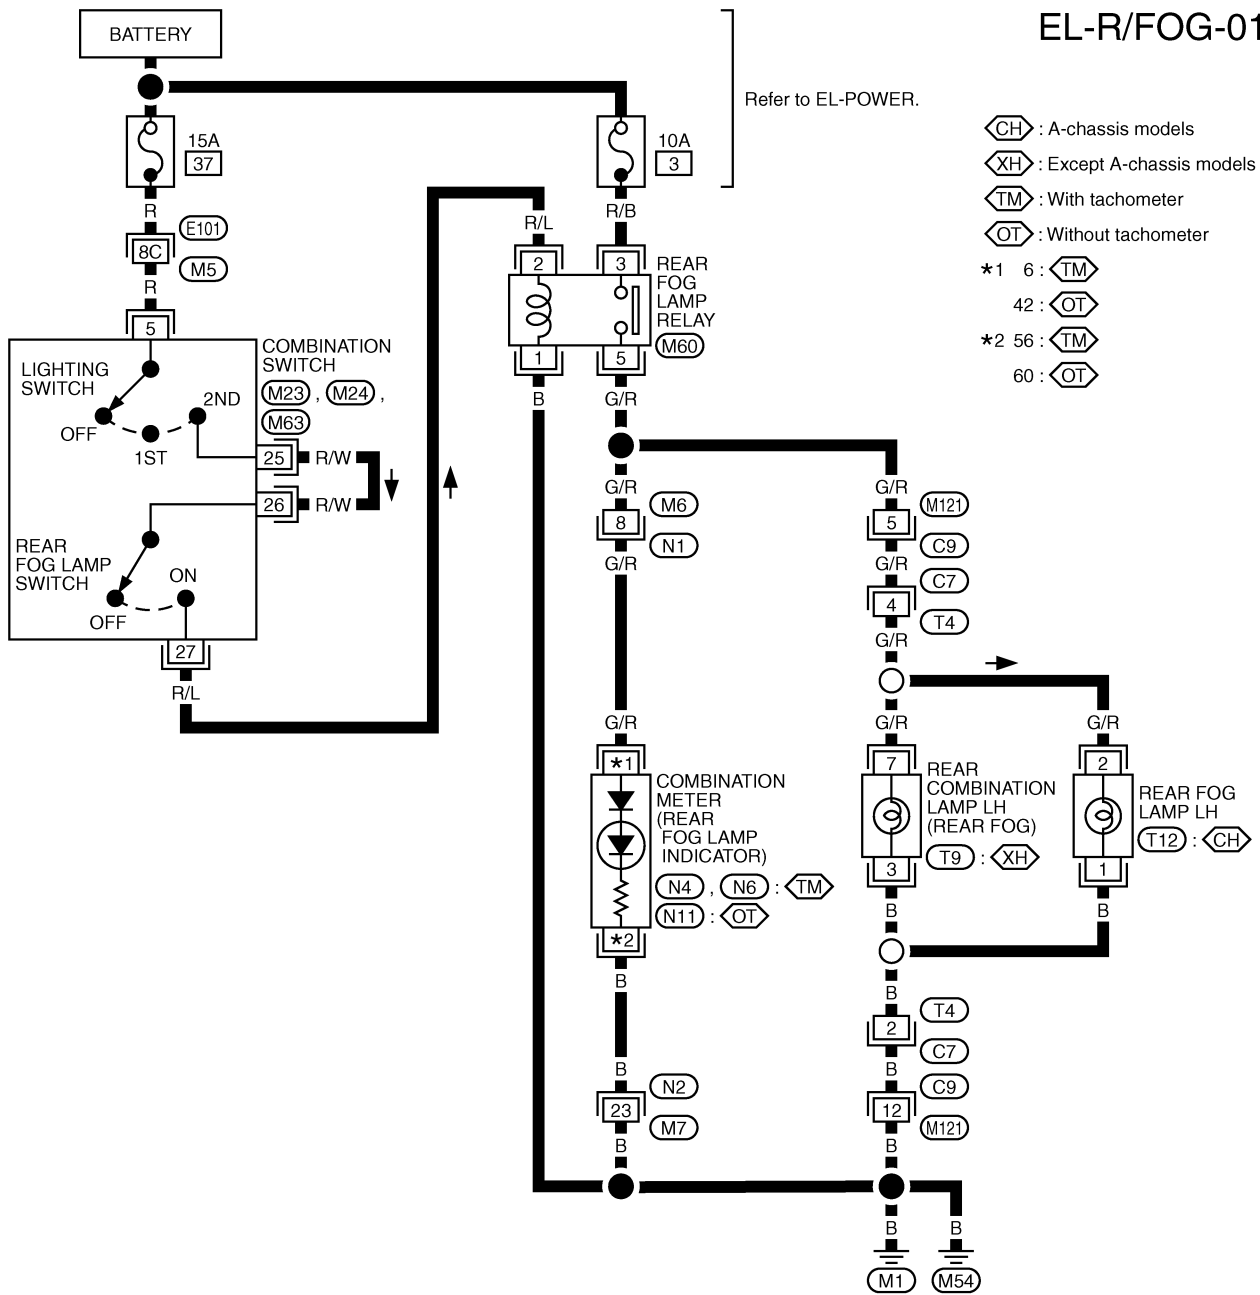 EL-R/FOG-01
BATTERY
Refer to EL-POWER.
CH : A-chassis models
XH : Except A-chassis models
TM : With tachometer
OT : Without tachometer
*1 6 : TM
42 : OT
*2 56 : TM
60 : OT
15A
37
10A
3
R
E101
8C
M5
R
5
R/L
R/B
2
3
REAR
FOG
LAMP
RELAY
M60
1
5
B
G/R
LIGHTING
SWITCH
OFF
1ST
2ND
COMBINATION
SWITCH
M23 , M24 ,
M63
25
R/W
26
R/W
REAR
FOG LAMP
SWITCH
ON
OFF
27
R/L
G/R
M6
8
N1
G/R
G/R
M121
5
C9
G/R
C7
4
T4
G/R
G/R
G/R
G/R
*1
COMBINATION
METER
(REAR
FOG LAMP
INDICATOR)
N4 , N6 : TM
N11 : OT
*2
B
7
REAR
COMBINATION
LAMP LH
(REAR FOG)
T9 : XH
3
B
2
REAR FOG
LAMP LH
T12 : CH
1
B
B
T4
2
C7
B
C9
12
M121
B
B
N2
23
M7
B
B
B
M1
M54